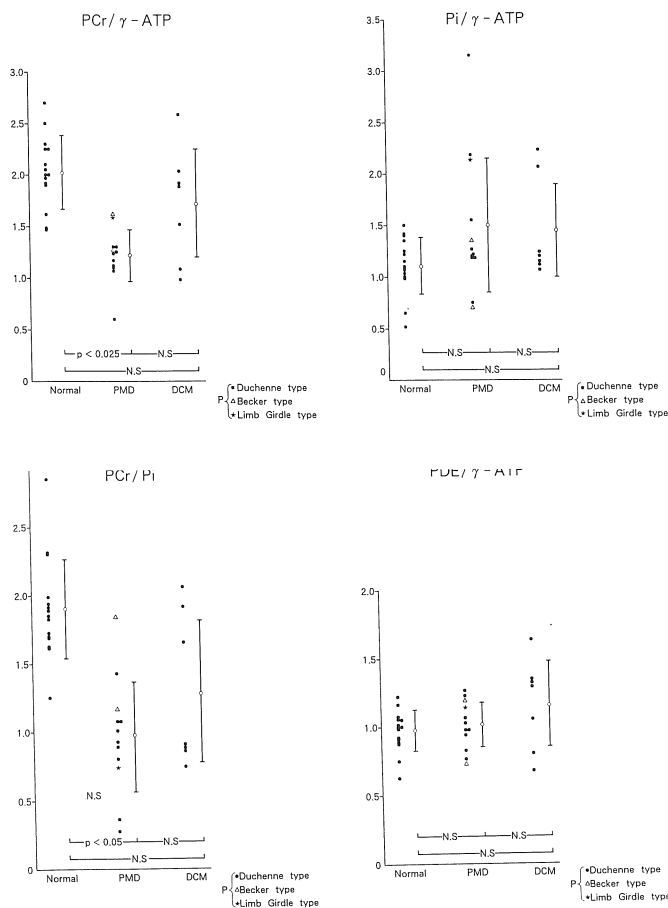 PCr/ γ-ATP
3.0
2.5
2.0
1.5
1.0
0.5
0
p < 0.025
N.S
N.S
Normal PMD DCM
P { • Duchenne type
△ Becker type
★ Limb Girdle type
Pi/ γ-ATP
3.5
3.0
2.5
2.0
1.5
1.0
0.5
0
N.S
N.S
N.S
Normal PMD DCM
P { • Duchenne type
△ Becker type
★ Limb Girdle type
PCr/ Pi
2.5
2.0
1.5
1.0
0.5
0
N.S
p < 0.05
N.S
N.S
Normal PMD DCM
P { • Duchenne type
△ Becker type
★ Limb Girdle type
PDE/ γ-ATP
2.0
1.5
1.0
0.5
0
N.S
N.S
N.S
Normal PMD DCM
P { • Duchenne type
△ Becker type
★ Limb Girdle type